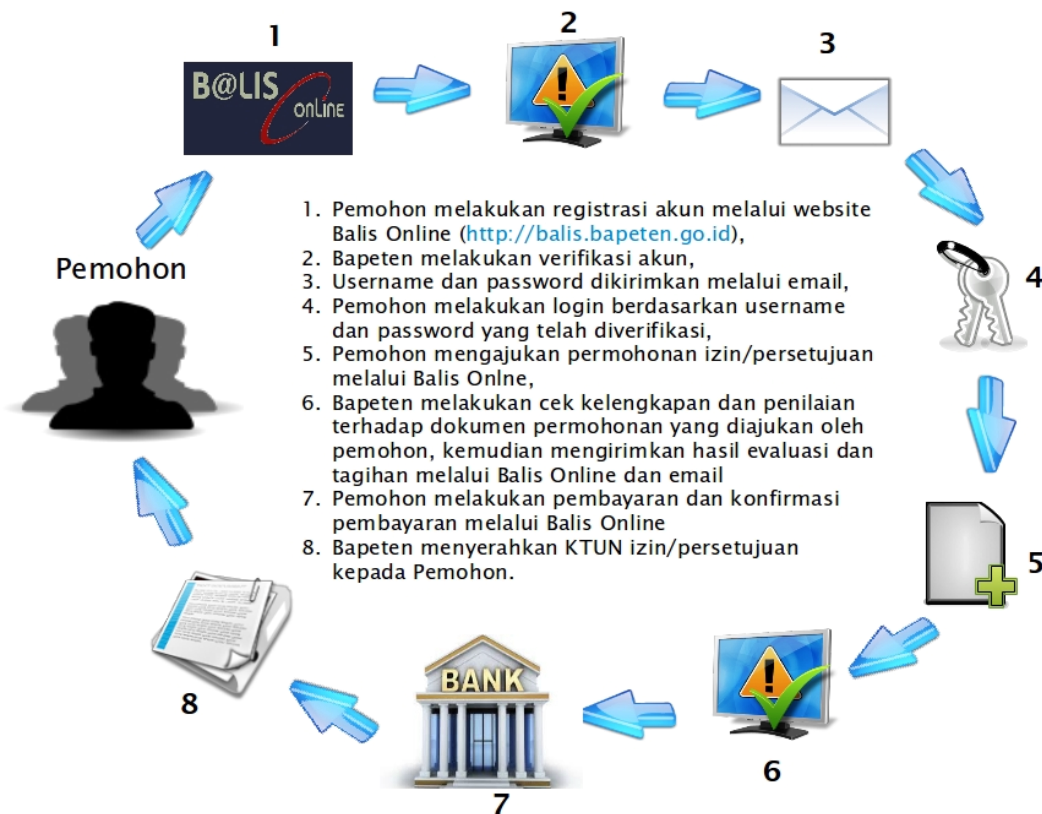 1
2
3
B@LIS
onLine
1. Pemohon melakukan registrasi akun melalui website
Balis Online (http://balis.bapeten.go.id),
2. Bapeten melakukan verifikasi akun,
3. Username dan password dikirimkan melalui email,
4. Pemohon melakukan login berdasarkan username
dan password yang telah diverifikasi,
5. Pemohon mengajukan permohonan izin/persetujuan
melalui Balis Onlne,
6. Bapeten melakukan cek kelengkapan dan penilaian
terhadap dokumen permohonan yang diajukan oleh
pemohon, kemudian mengirimkan hasil evaluasi dan
tagihan melalui Balis Online dan email
7. Pemohon melakukan pembayaran dan konfirmasi
pembayaran melalui Balis Online
8. Bapeten menyerahkan KTUN izin/persetujuan
kepada Pemohon.
Pemohon
4
5
6
BANK
7
8